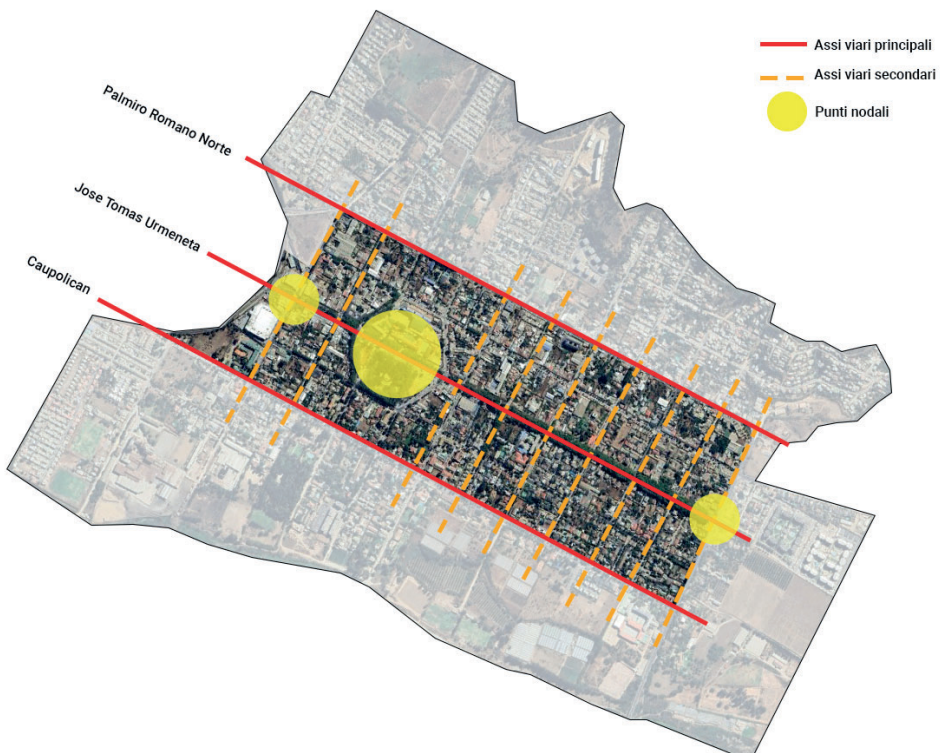 Assi viari principali
Assi viari secondari
Punti nodali
Palmiro Romano Norte
Jose Tomas Urmeneta
Caupolican